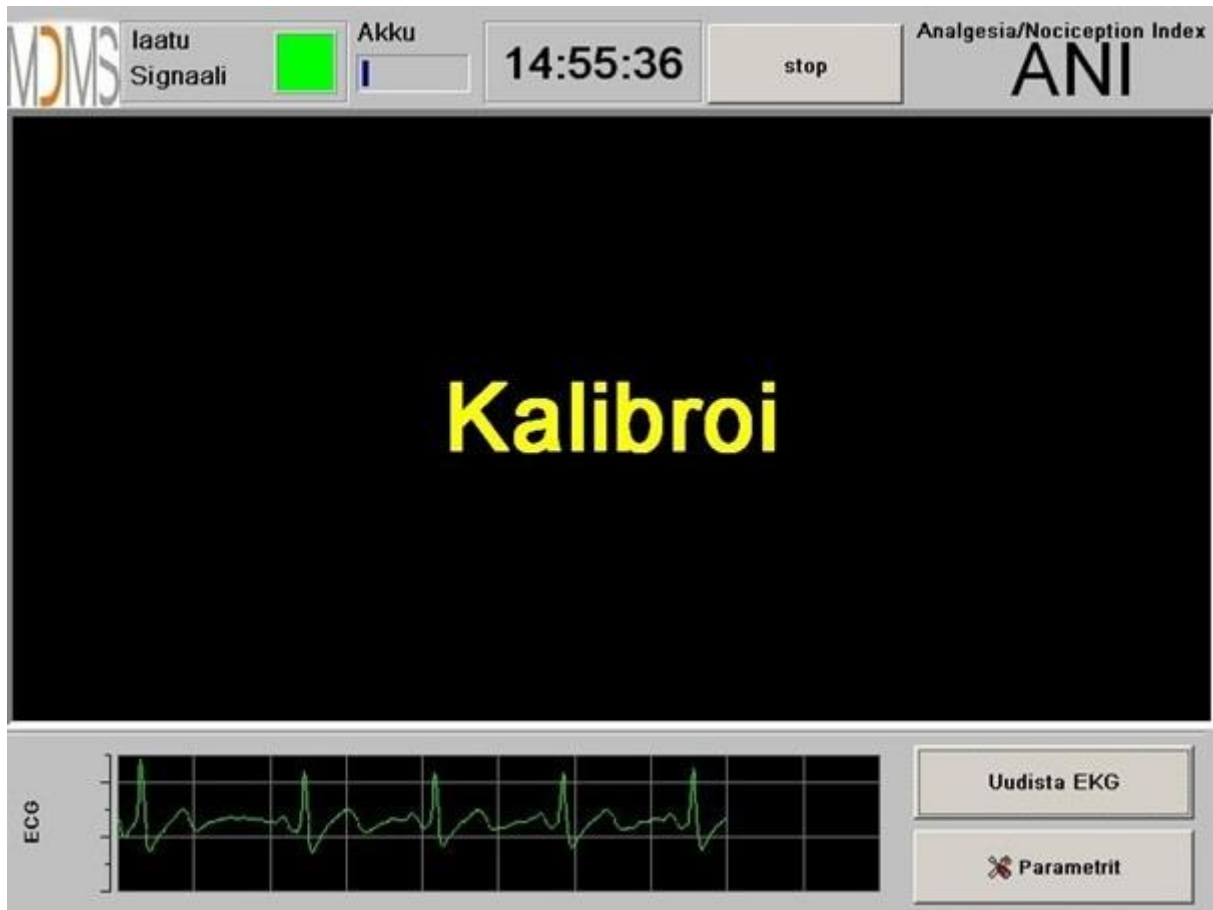 MDMS
laatu
Signaali
Akku
14:55:36
stop
Analgesia/Nociception Index
ANI
Kalibroi
ECG
Uudista EKG
Parametrit